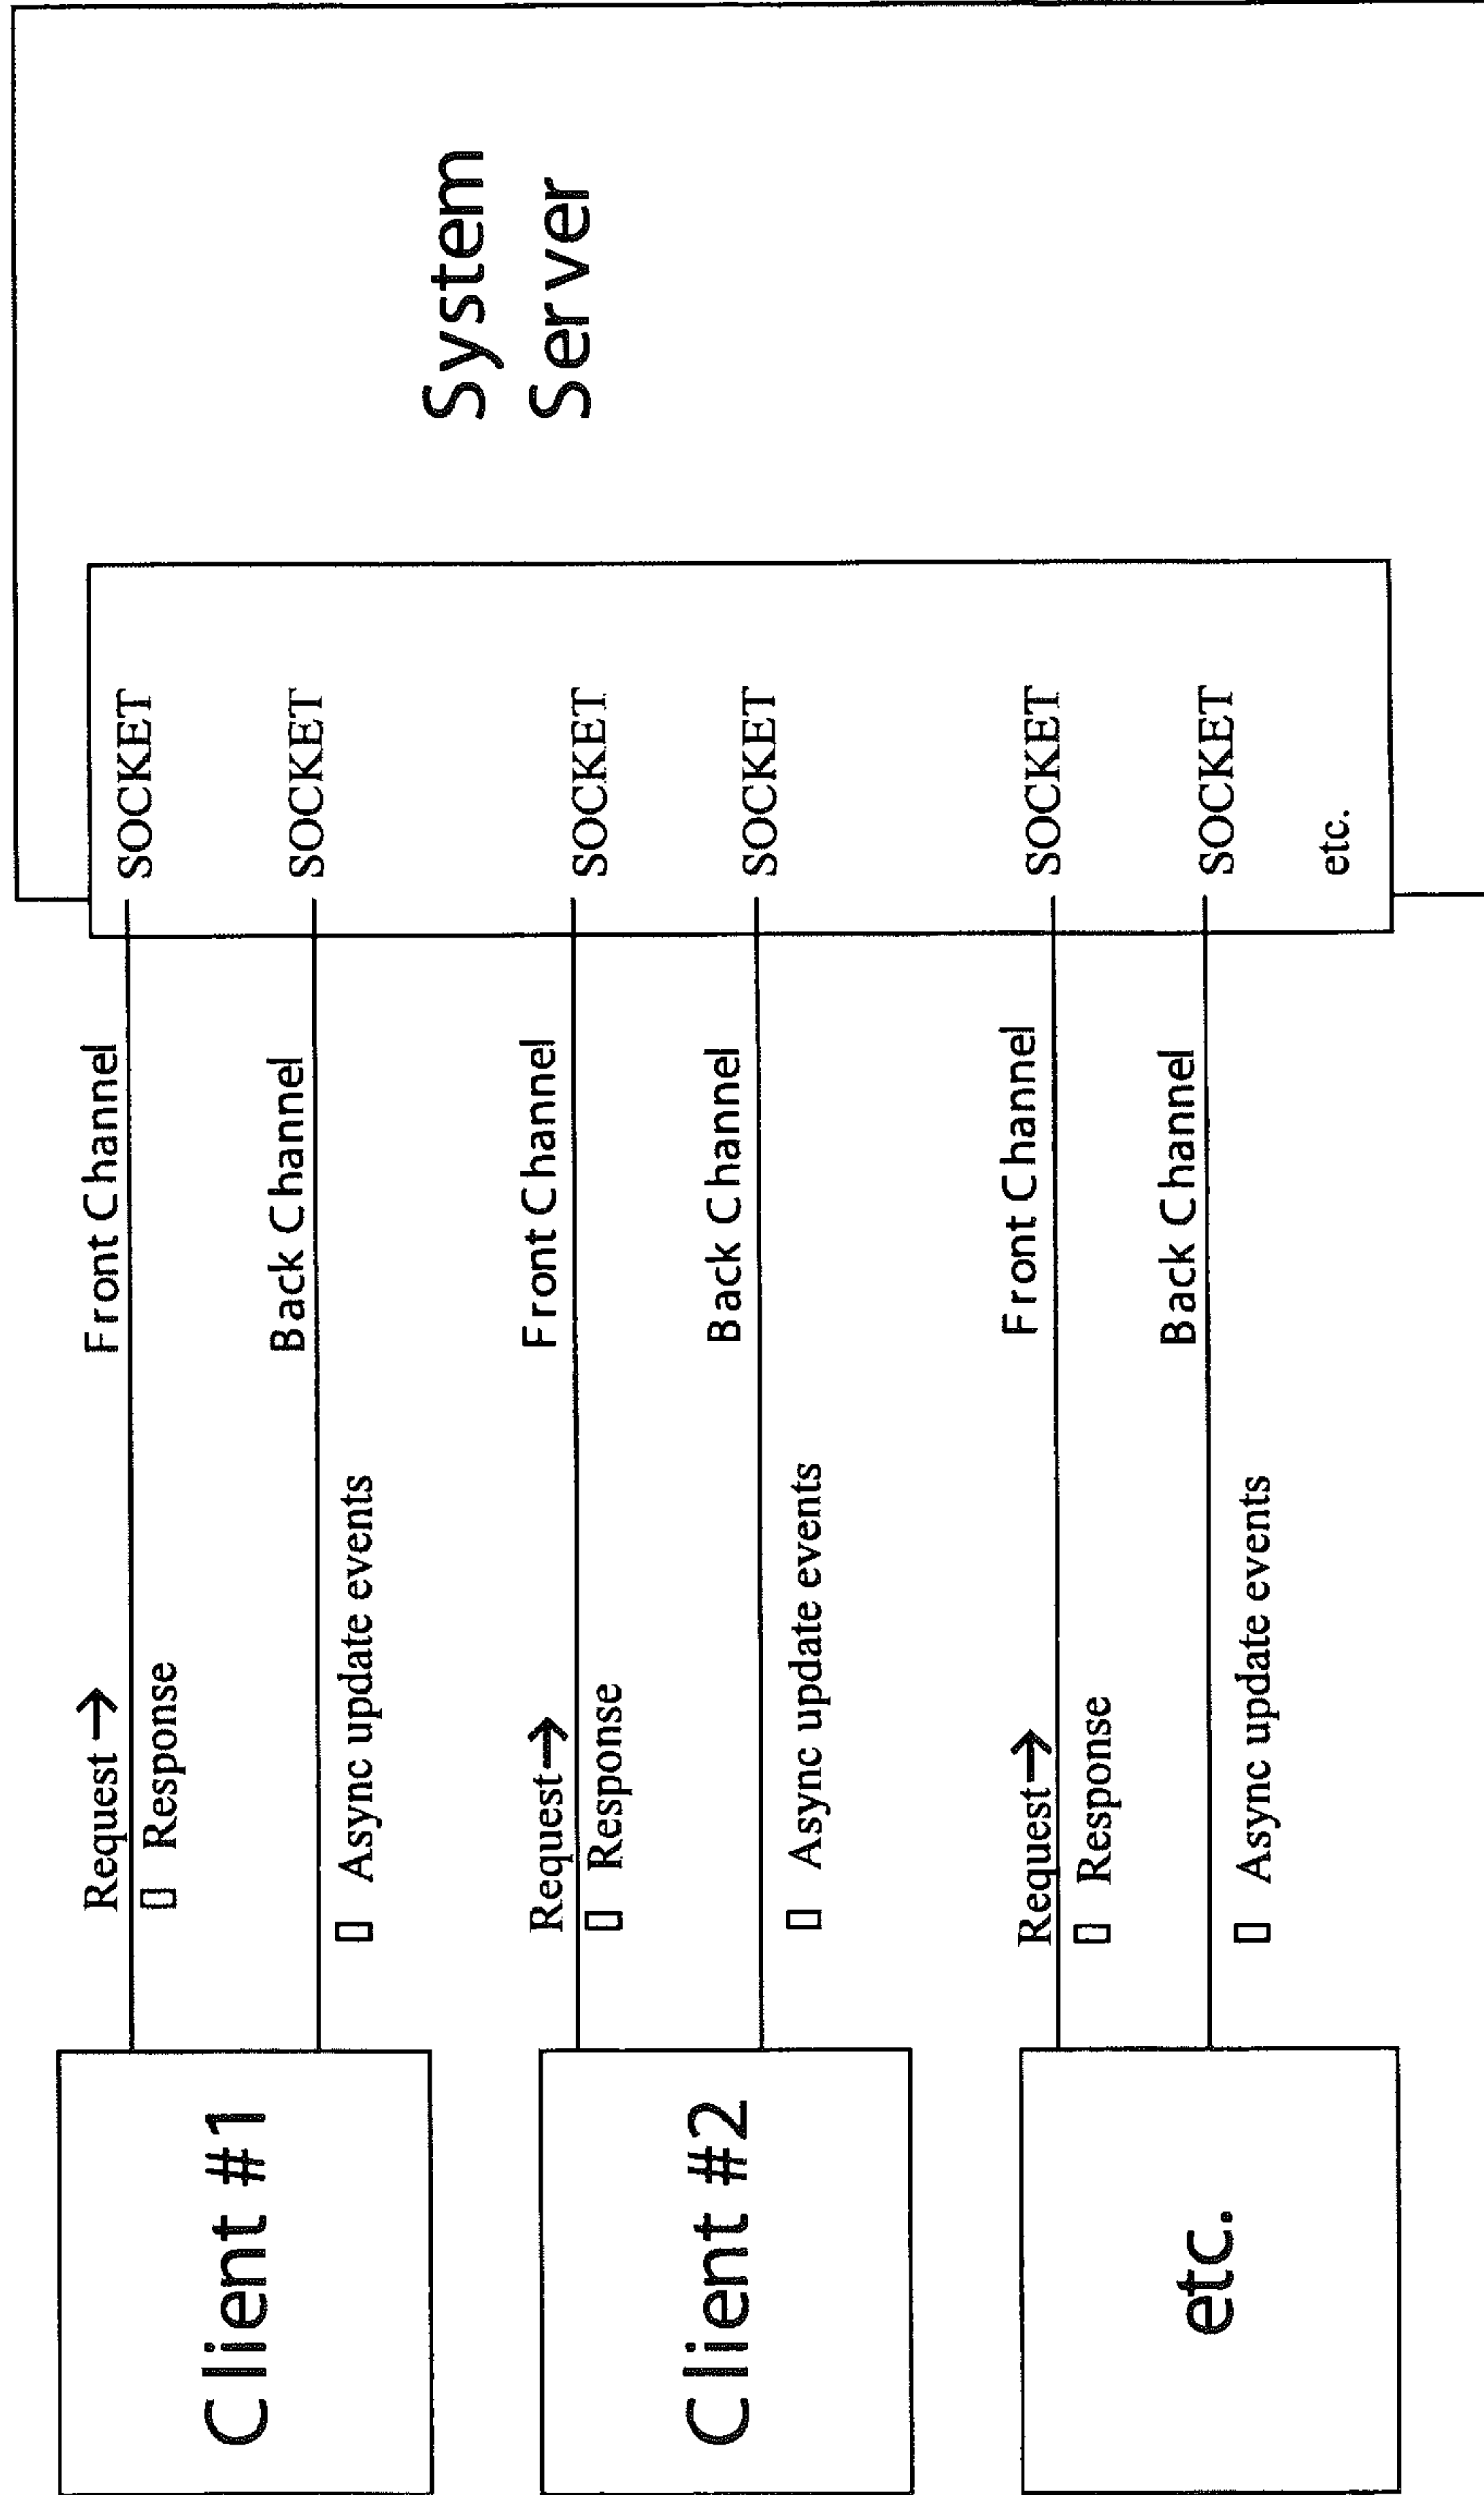 System
Server
Front Channel
SOCKET
Request →
▯ Response
Back Channel
SOCKET
▯ Async update events
Client #1
Front Channel
SOCKET
Request→
▯ Response
Back Channel
SOCKET
▯ Async update events
Client #2
Front Channel
SOCKET
Request→
▯ Response
Back Channel
SOCKET
▯ Async update events
etc.
etc.